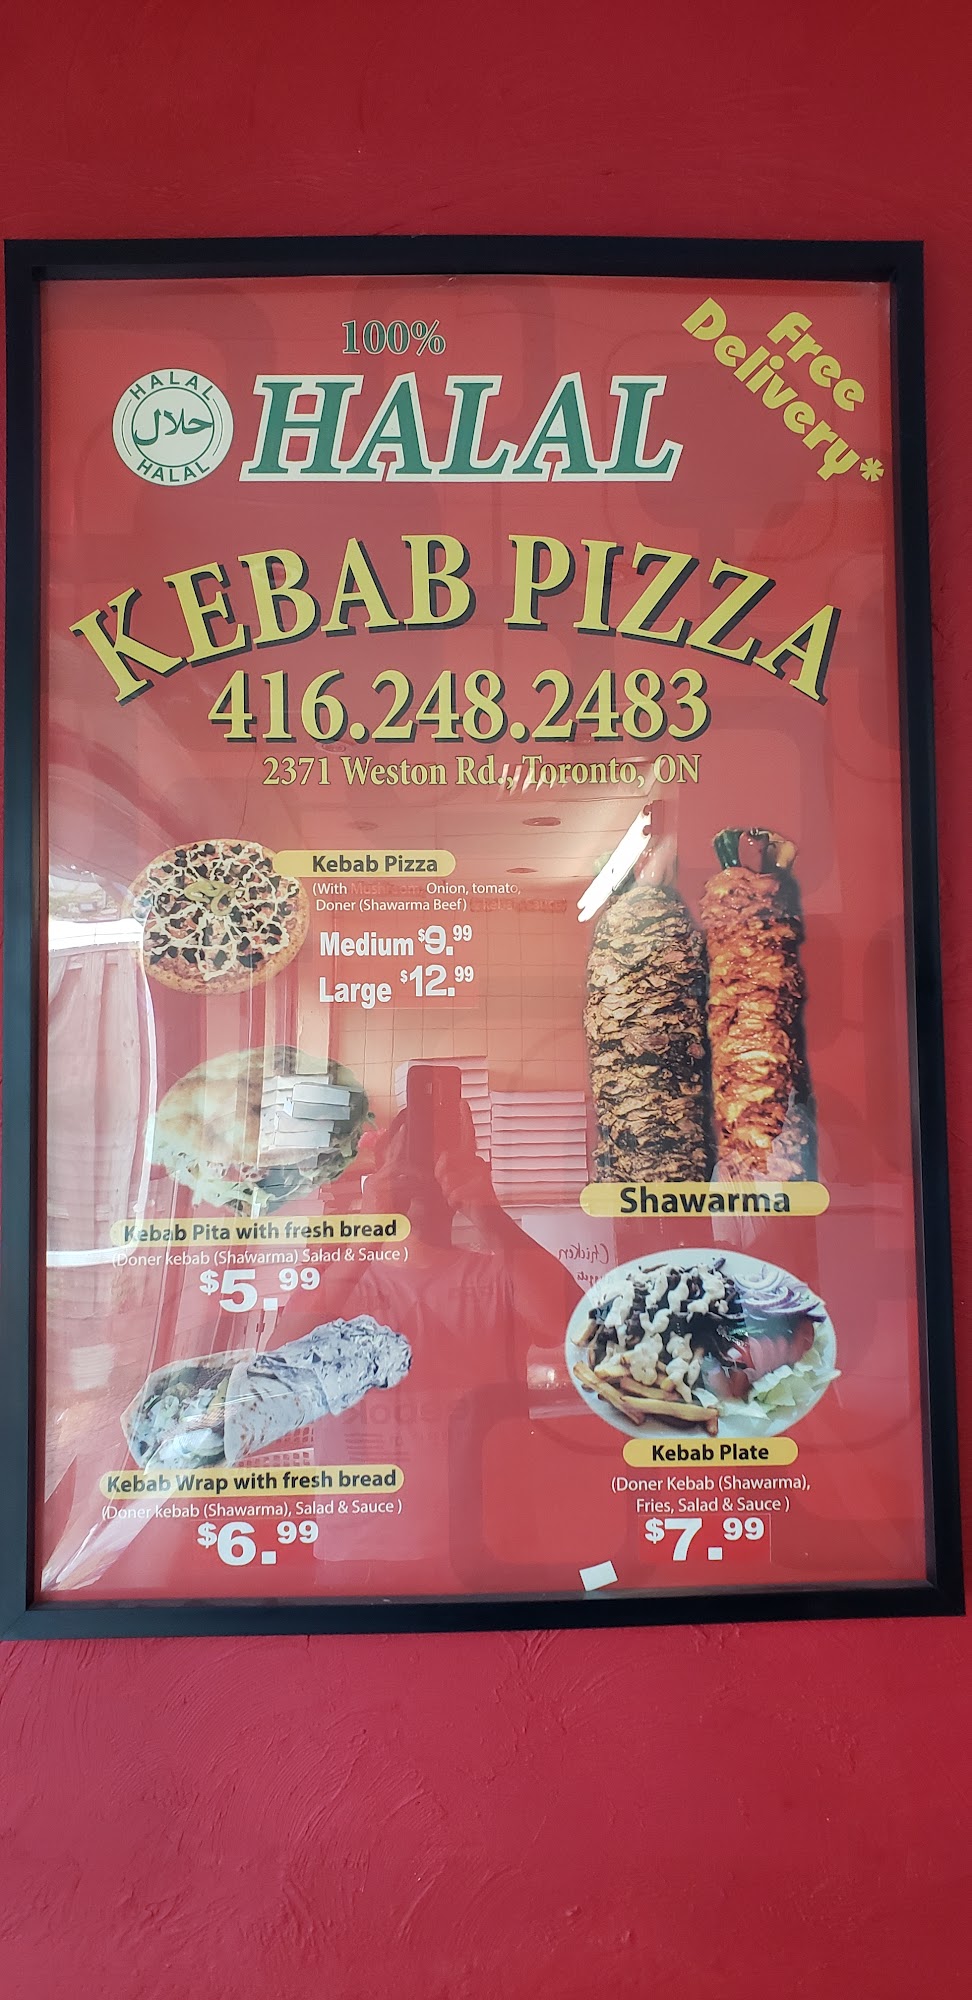 100%
HALAL
HALAL
حلال
HALAL
Free
Delivery*
KEBAB PIZZA
416.248.2483
2371 Weston Rd., Toronto, ON
Kebab Pizza
(With Mushroom, Onion, tomato,
Doner (Shawarma Beef)
Medium $9.99
Large $12.99
Shawarma
Kebab Pita with fresh bread
(Doner kebab (Shawarma) Salad & Sauce )
$5.99
Chicken
Kebab Wrap with fresh bread
(Doner kebab (Shawarma), Salad & Sauce )
$6.99
Kebab Plate
(Doner Kebab (Shawarma),
Fries, Salad & Sauce )
$7.99